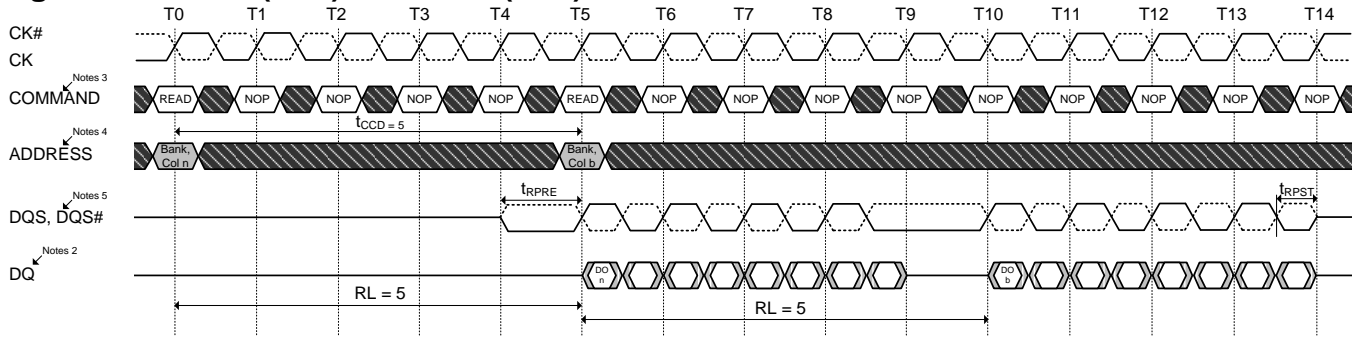 T0 T1 T2 T3 T4 T5 T6 T7 T8 T9 T10 T11 T12 T13 T14
CK#
CK
Notes 3
COMMAND READ NOP NOP NOP NOP READ NOP NOP NOP NOP NOP NOP NOP NOP NOP
tCCD = 5
Notes 4
ADDRESS Bank, Col n Bank, Col b
tRPRE tRPST
Notes 5
DQS, DQS#
Notes 2
DQ DO n DO b
RL = 5
RL = 5